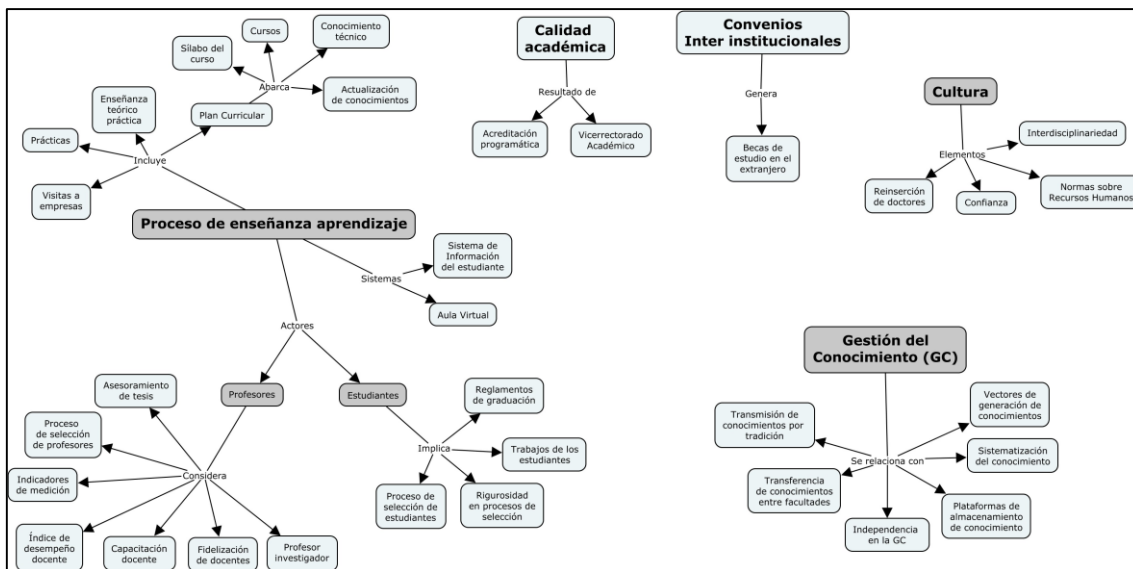 Cursos
Conocimiento
técnico
Sílabo del
curso
Abarca
Actualización
de conocimientos
Enseñanza
teórico
práctica
Plan Curricular
Prácticas
Incluye
Visitas a
empresas
Proceso de enseñanza aprendizaje
Sistema de
Información
del estudiante
Sistemas
Aula Virtual
Actores
Profesores
Estudiantes
Asesoramiento
de tesis
Proceso
de selección
de profesores
Considera
Indicadores
de medición
Índice de
desempeño
docente
Capacitación
docente
Fidelización
de docentes
Profesor
investigador
Reglamentos
de graduación
Implica
Trabajos de los
estudiantes
Proceso de
selección de
estudiantes
Rigurosidad
en procesos de
selección
Calidad
académica
Resultado de
Acreditación
programática
Vicerrectorado
Académico
Convenios
Inter institucionales
Genera
Becas de
estudio en el
extranjero
Cultura
Interdisciplinariedad
Elementos
Reinserción
de doctores
Confianza
Normas sobre
Recursos Humanos
Gestión del
Conocimiento (GC)
Vectores de
generación de
conocimientos
Transmisión de
conocimientos por
tradición
Se relaciona con
Sistematización
del conocimiento
Transferencia
de conocimientos
entre facultades
Independencia
en la GC
Plataformas de
almacenamiento
de conocimiento